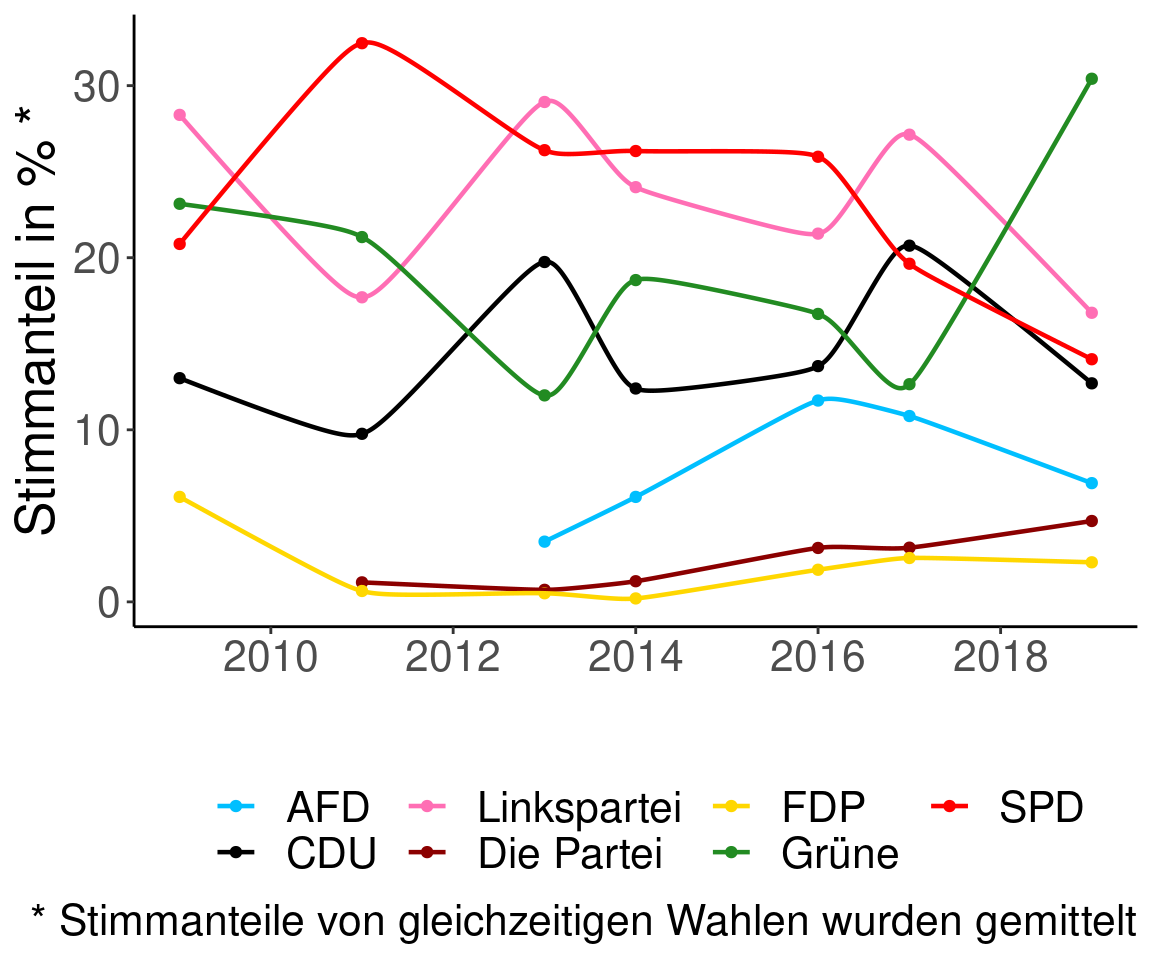 Stimmanteil in % *
30
20
10
0
2010 2012 2014 2016 2018
AFD Linkspartei FDP SPD
CDU Die Partei Grüne
* Stimmanteile von gleichzeitigen Wahlen wurden gemittelt